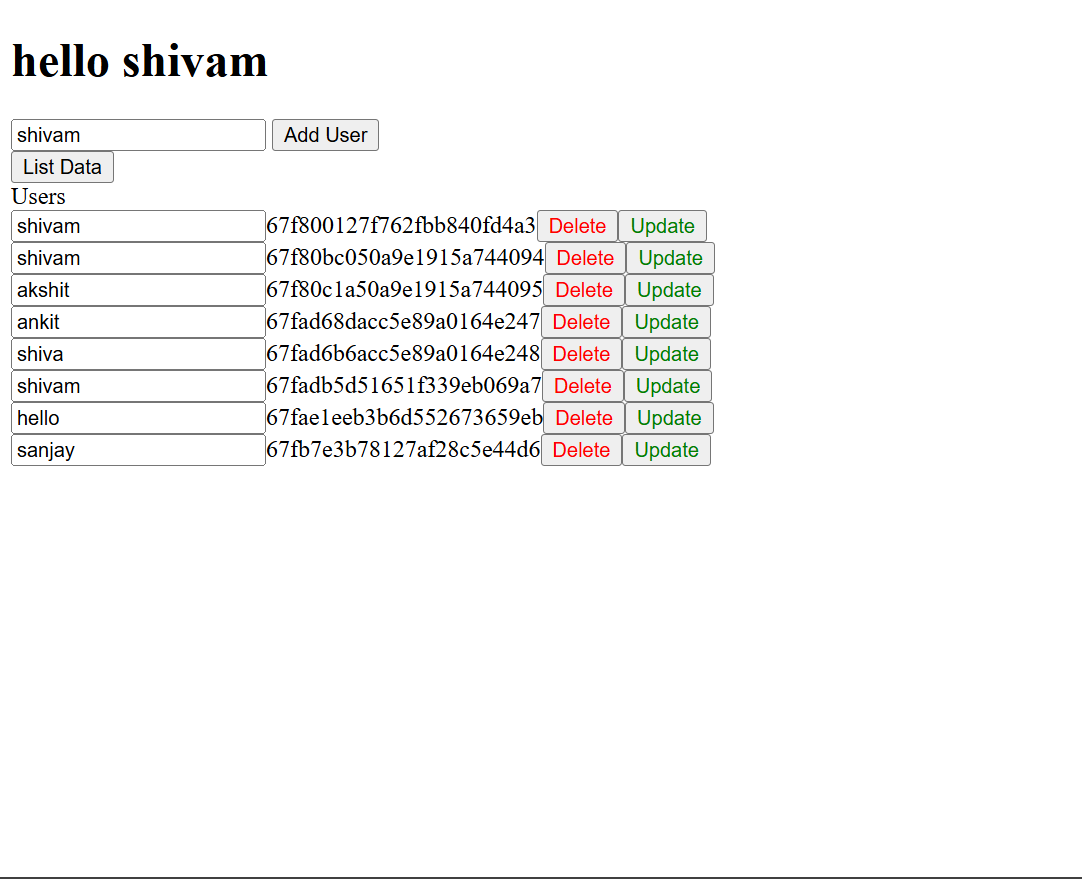 hello shivam
shivam Add User
List Data
Users
shivam 67f800127f762fbb840fd4a3 Delete Update
shivam 67f80bc050a9e1915a744094 Delete Update
akshit 67f80c1a50a9e1915a744095 Delete Update
ankit 67fad68dacc5e89a0164e247 Delete Update
shiva 67fad6b6acc5e89a0164e248 Delete Update
shivam 67fadb5d51651f339eb069a7 Delete Update
hello 67fae1eeb3b6d552673659eb Delete Update
sanjay 67fb7e3b78127af28c5e44d6 Delete Update